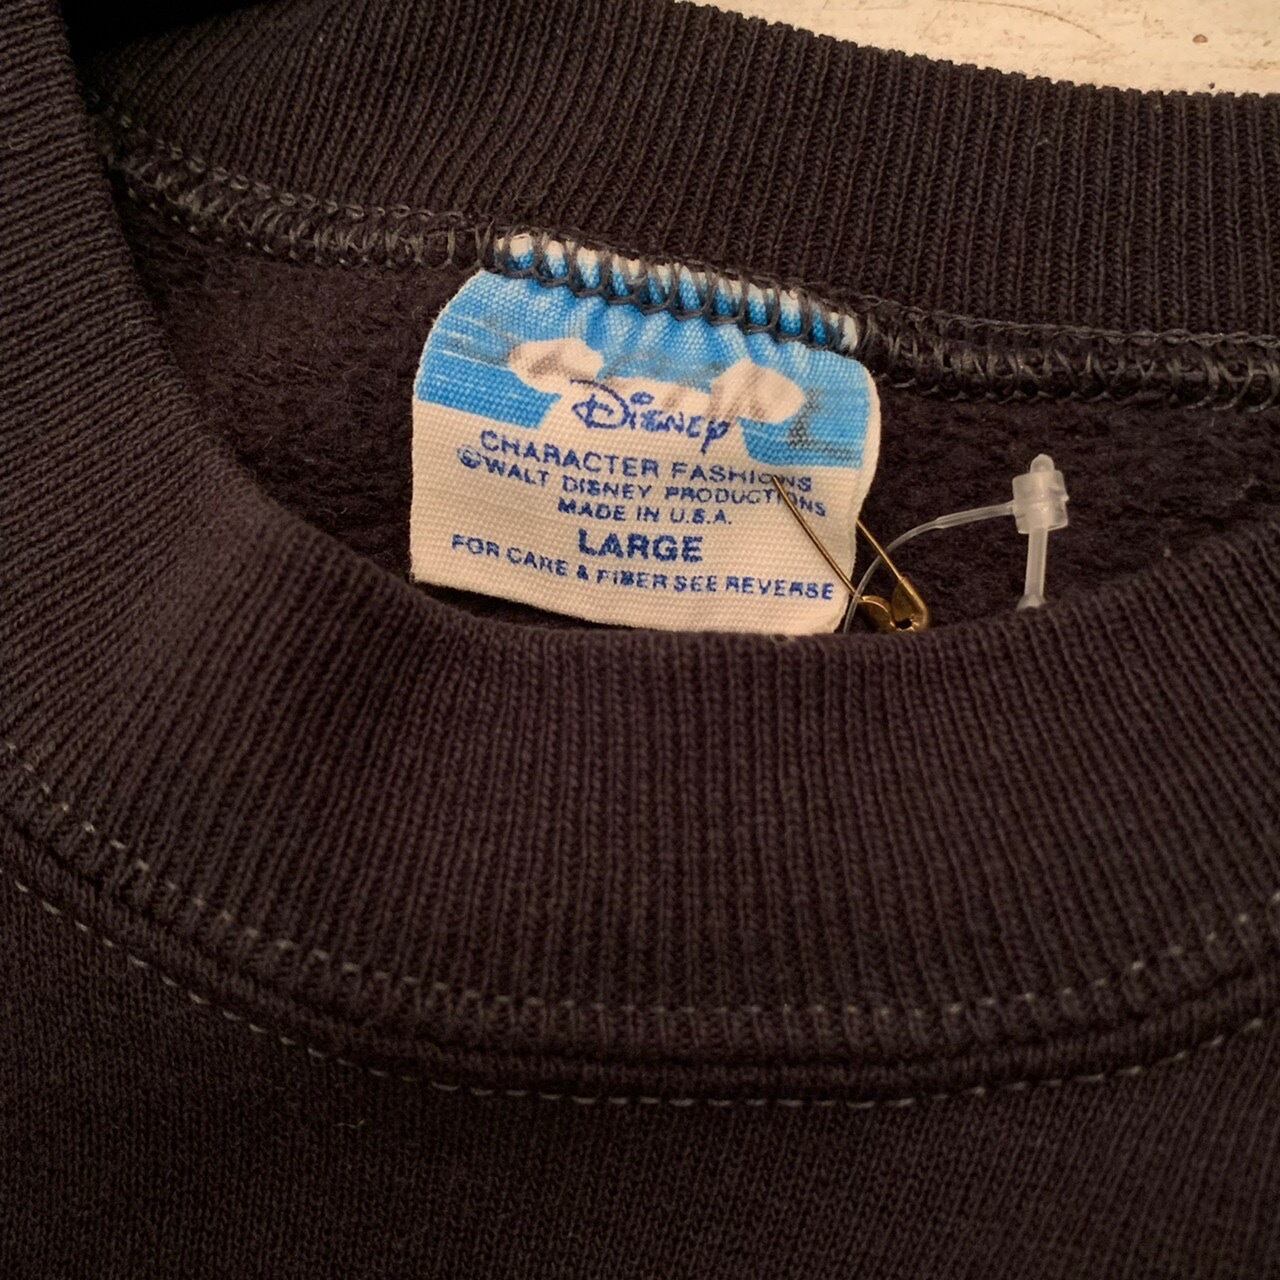 Disney
CHARACTER FASHIONS
©WALT DISNEY PRODUCTIONS
MADE IN U.S.A.
LARGE
FOR CARE & FIBER SEE REVERSE